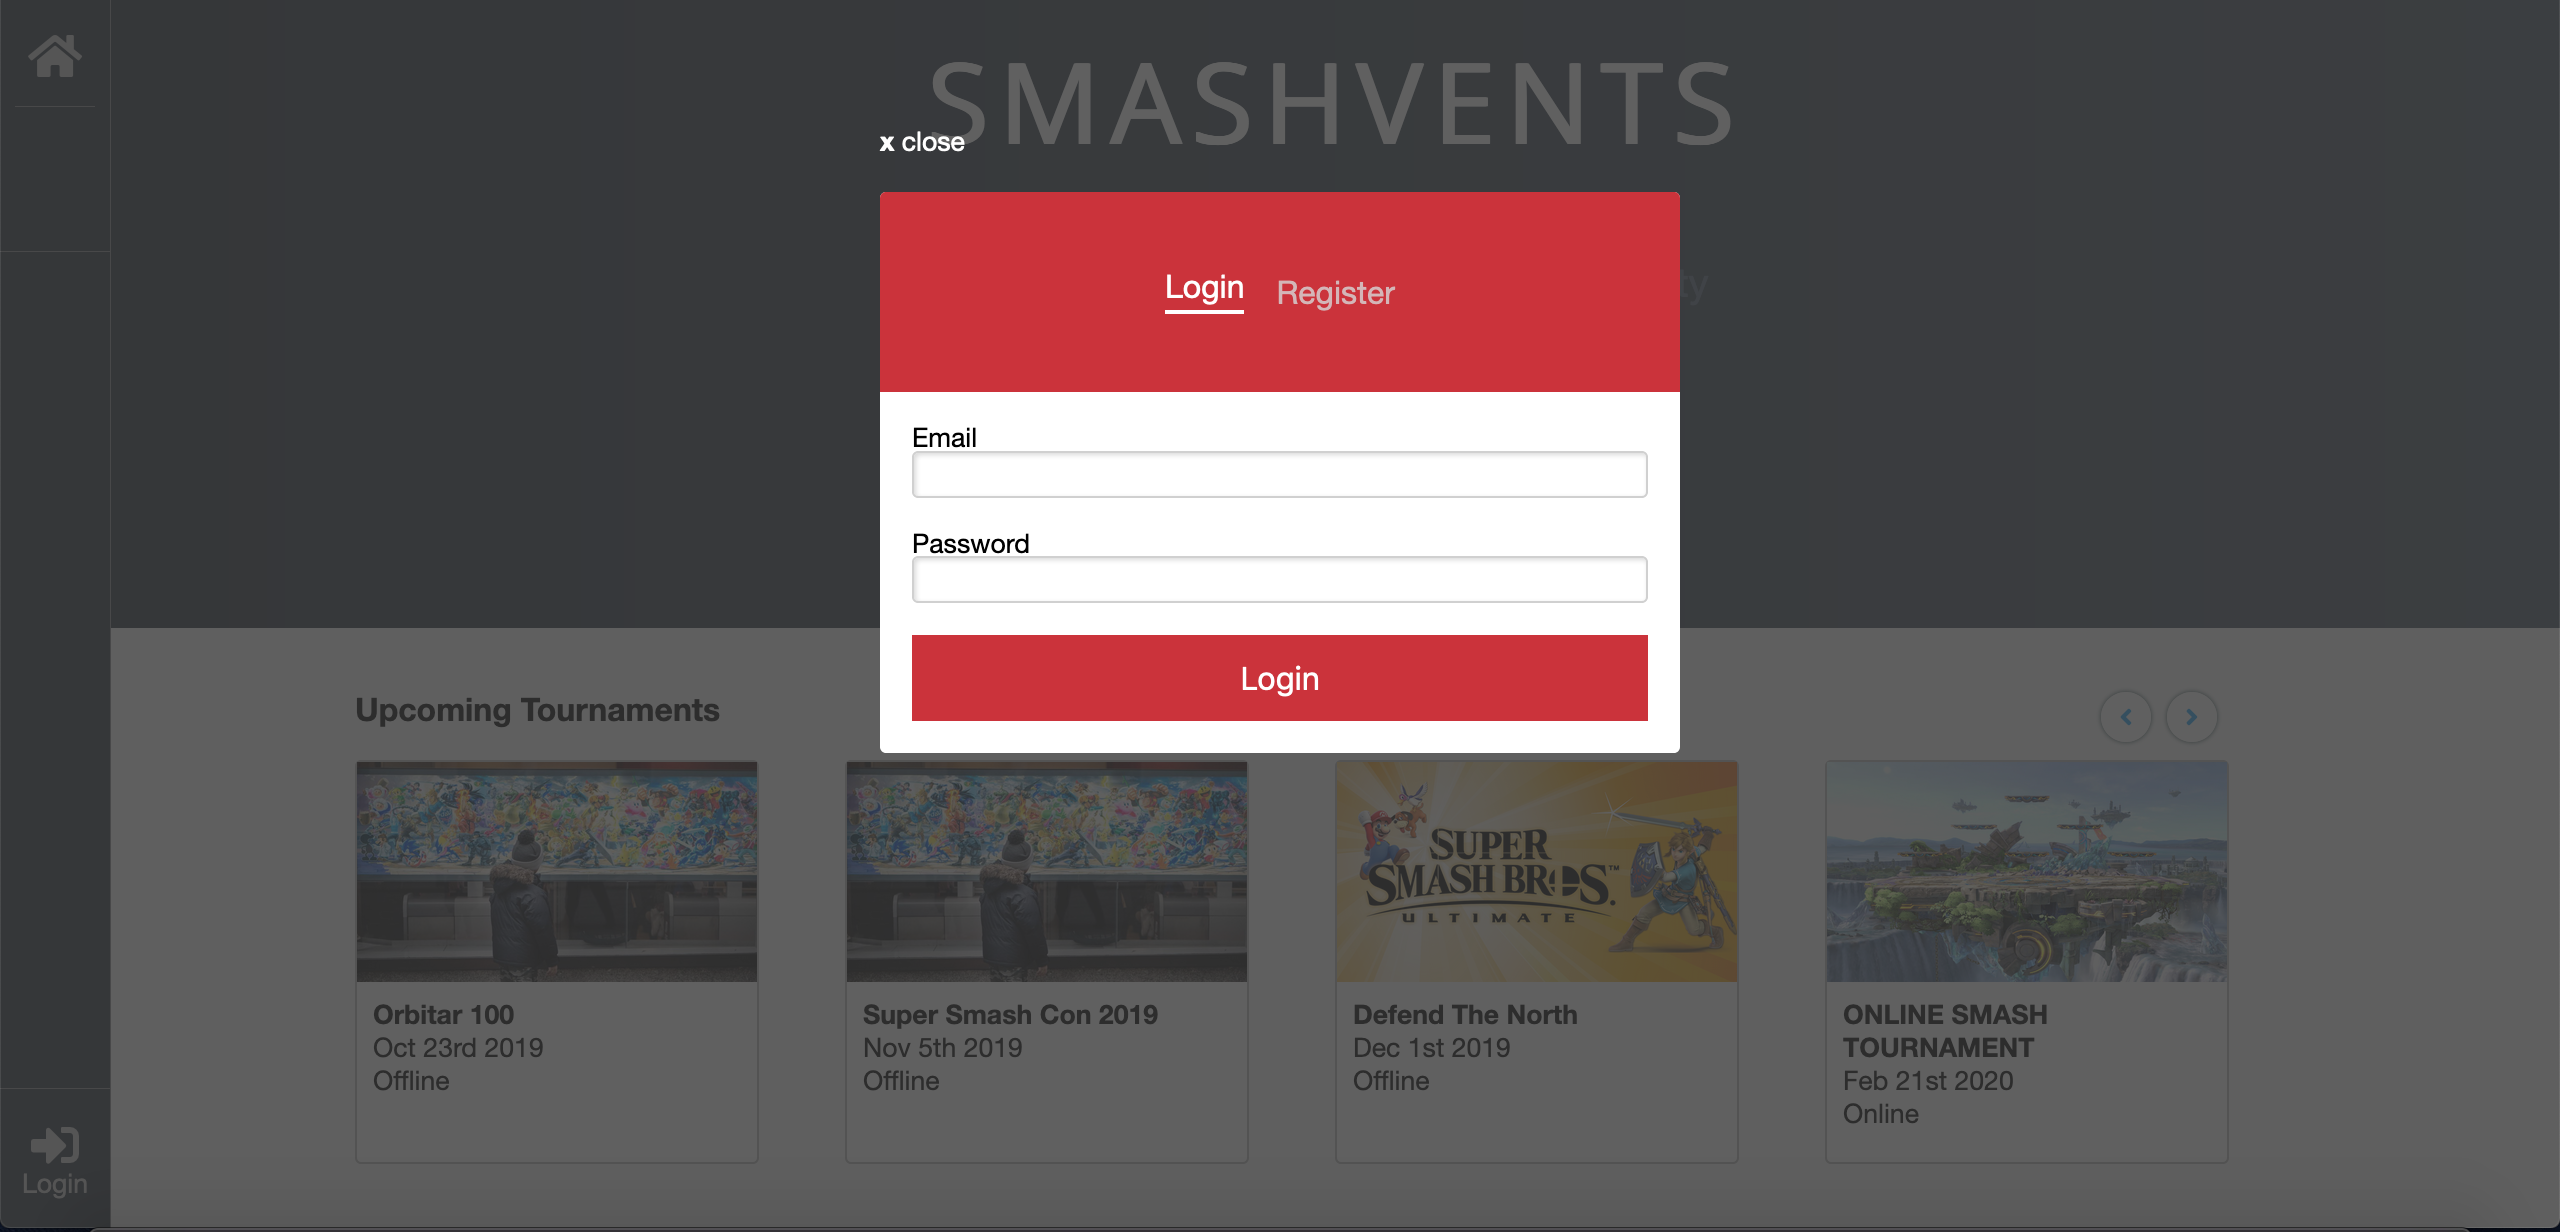 SMASHVENTS
x close
Login Register
ty
Email
Password
Login
Upcoming Tournaments
SUPER
SMASH BROS.™
ULTIMATE
Orbitar 100
Oct 23rd 2019
Offline
Super Smash Con 2019
Nov 5th 2019
Offline
Defend The North
Dec 1st 2019
Offline
ONLINE SMASH
TOURNAMENT
Feb 21st 2020
Online
Login